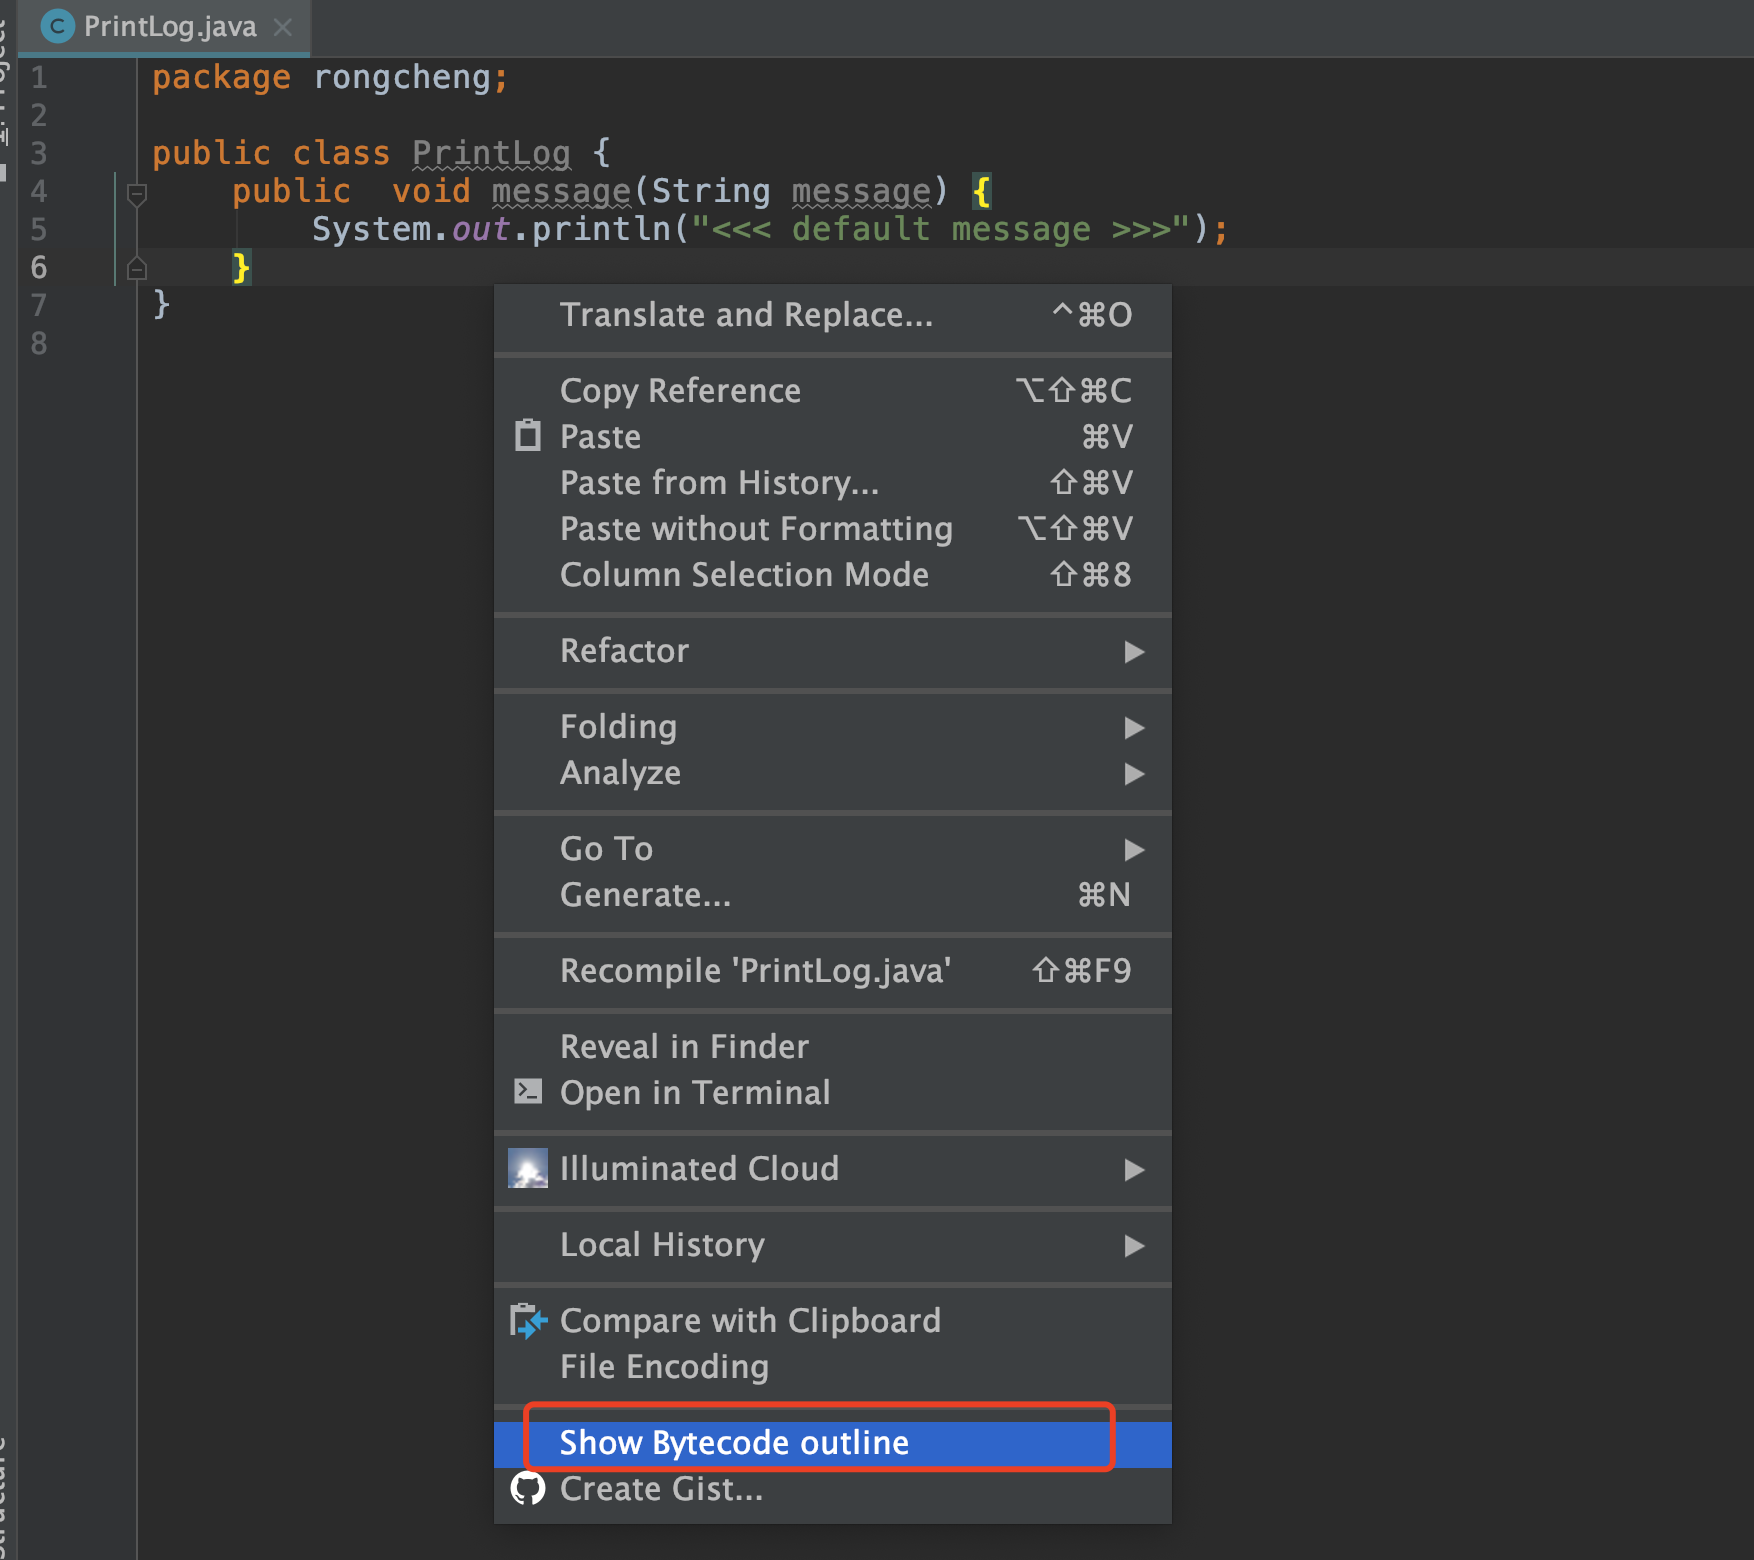 PrintLog.java
1: Project
1 package rongcheng;
2
3 public class PrintLog {
4 public  void message(String message) {
5 System.out.println("<<< default message >>>");
6 }
7 }
8
Translate and Replace... ^⌘O
Copy Reference ⌥⇧⌘C
Paste ⌘V
Paste from History... ⇧⌘V
Paste without Formatting ⌥⇧⌘V
Column Selection Mode ⇧⌘8
Refactor
Folding
Analyze
Go To
Generate... ⌘N
Recompile 'PrintLog.java' ⇧⌘F9
Reveal in Finder
Open in Terminal
Illuminated Cloud
Local History
Compare with Clipboard
File Encoding
Show Bytecode outline
Create Gist...
Structure